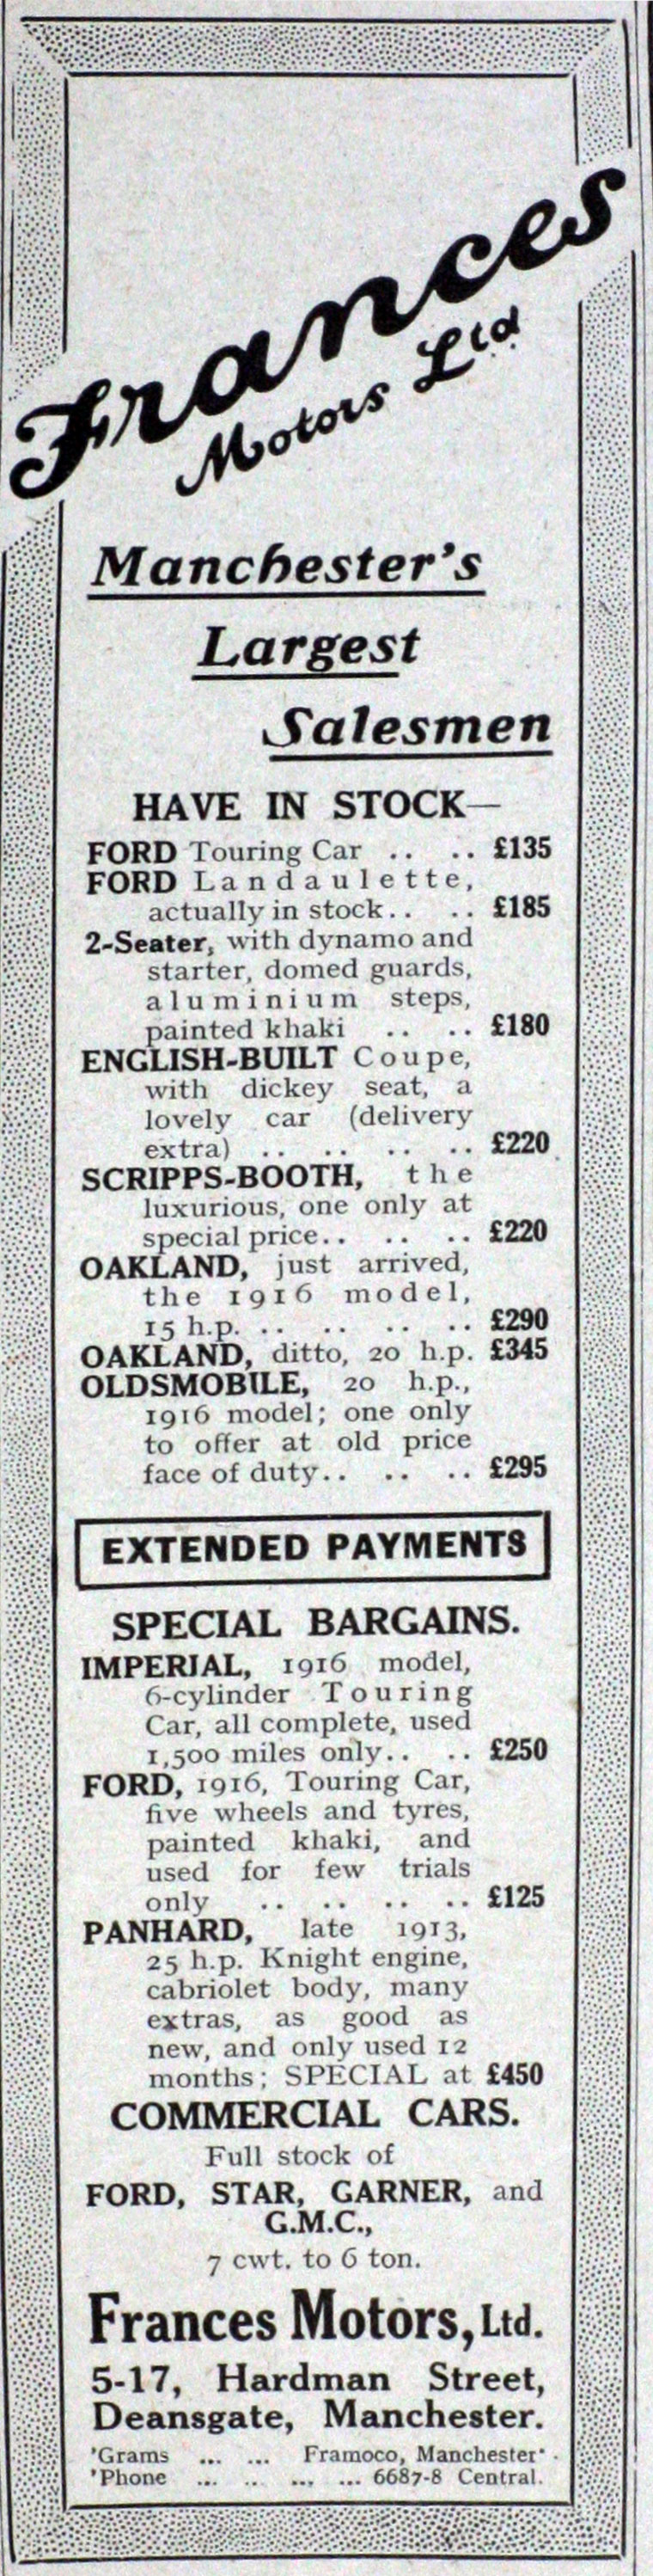 Frances
Motors Ltd
Manchester's
Largest
Salesmen
HAVE IN STOCK—
FORD Touring Car .. .. £135
FORD Landaulette,
actually in stock.. .. £185
2-Seater, with dynamo and
starter, domed guards,
aluminium steps,
painted khaki .. .. £180
ENGLISH-BUILT Coupe,
with dickey seat, a
lovely car (delivery
extra) .. .. .. .. £220
SCRIPPS-BOOTH, the
luxurious, one only at
special price.. .. .. £220
OAKLAND, just arrived,
the 1916 model,
15 h.p. .. .. .. .. £290
OAKLAND, ditto, 20 h.p. £345
OLDSMOBILE, 20 h.p.,
1916 model; one only
to offer at old price
face of duty.. .. .. £295
EXTENDED PAYMENTS
SPECIAL BARGAINS.
IMPERIAL, 1916 model,
6-cylinder Touring
Car, all complete, used
1,500 miles only.. .. £250
FORD, 1916, Touring Car,
five wheels and tyres,
painted khaki, and
used for few trials
only .. .. .. .. £125
PANHARD, late 1913,
25 h.p. Knight engine,
cabriolet body, many
extras, as good as
new, and only used 12
months; SPECIAL at £450
COMMERCIAL CARS.
Full stock of
FORD, STAR, GARNER, and
G.M.C.,
7 cwt. to 6 ton.
Frances Motors, Ltd.
5-17, Hardman Street,
Deansgate, Manchester.
'Grams ... ... Framoco, Manchester.
'Phone ... .. ... ... 6687-8 Central.